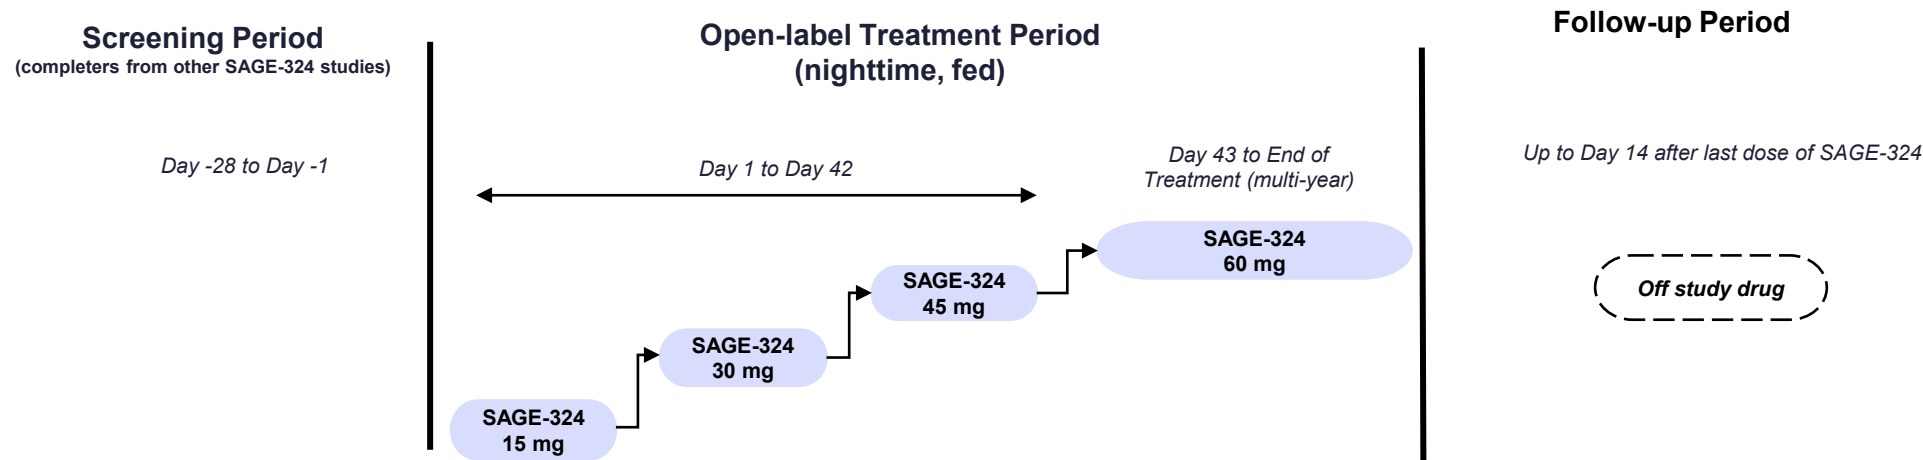 Screening Period
(completers from other SAGE-324 studies)
Day -28 to Day -1
Open-label Treatment Period
(nighttime, fed)
Day 1 to Day 42
Day 43 to End of
Treatment (multi-year)
SAGE-324
15 mg
SAGE-324
30 mg
SAGE-324
45 mg
SAGE-324
60 mg
Follow-up Period
Up to Day 14 after last dose of SAGE-324
Off study drug